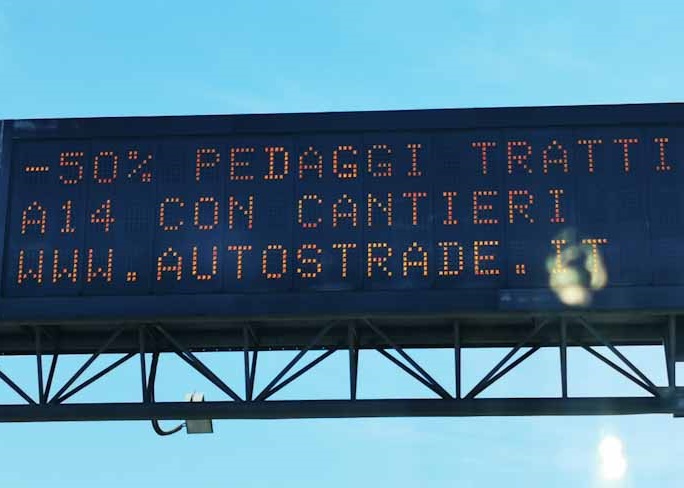 -50% PEDAGGI TRATTI
A14 CON CANTIERI
WWW.AUTOSTRADE.IT